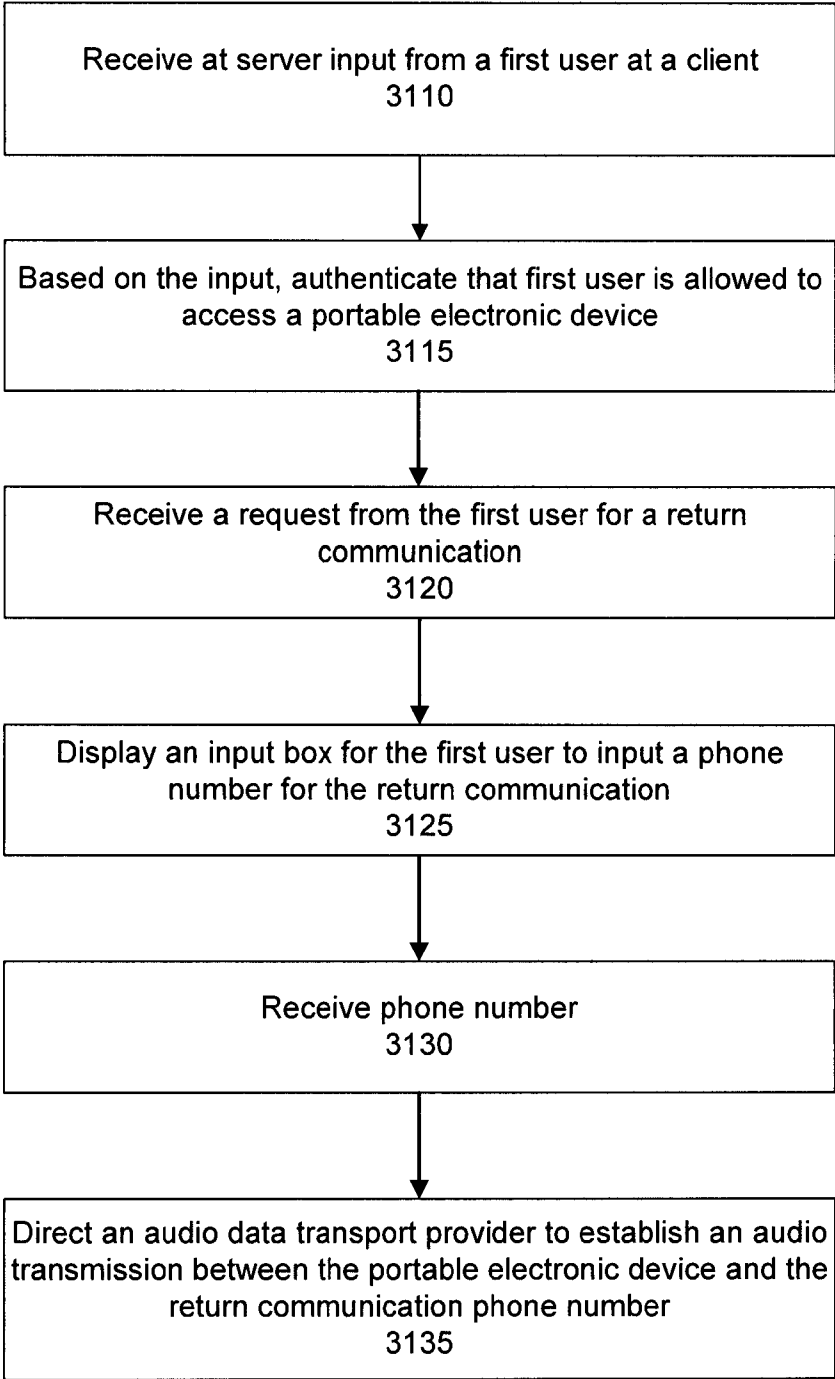 Receive at server input from a first user at a client
3110
Based on the input, authenticate that first user is allowed to
access a portable electronic device
3115
Receive a request from the first user for a return
communication
3120
Display an input box for the first user to input a phone
number for the return communication
3125
Receive phone number
3130
Direct an audio data transport provider to establish an audio
transmission between the portable electronic device and the
return communication phone number
3135